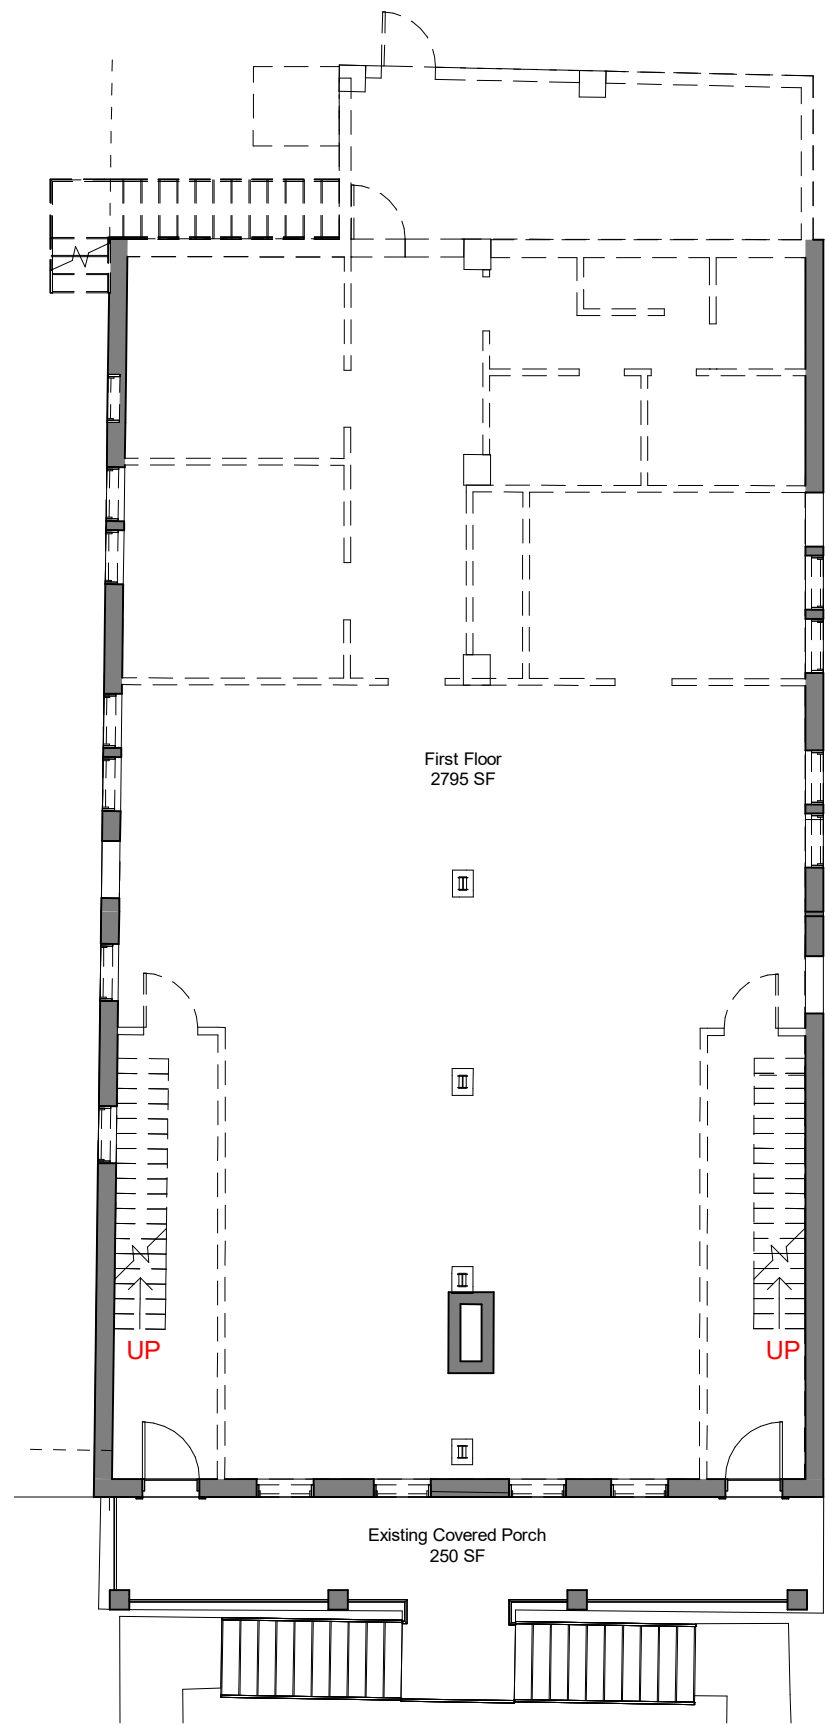 First Floor
2795 SF
UP
UP
Existing Covered Porch
250 SF